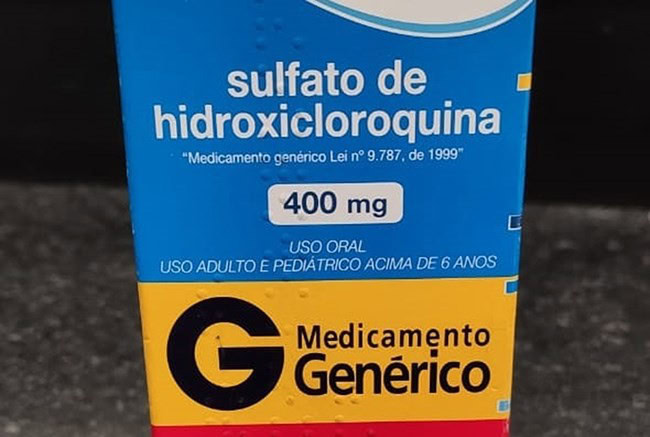 sulfato de
hidroxicloroquina
"Medicamento genérico Lei nº 9.787, de 1999"
400 mg
USO ORAL
USO ADULTO E PEDIÁTRICO ACIMA DE 6 ANOS
G Medicamento
Genérico